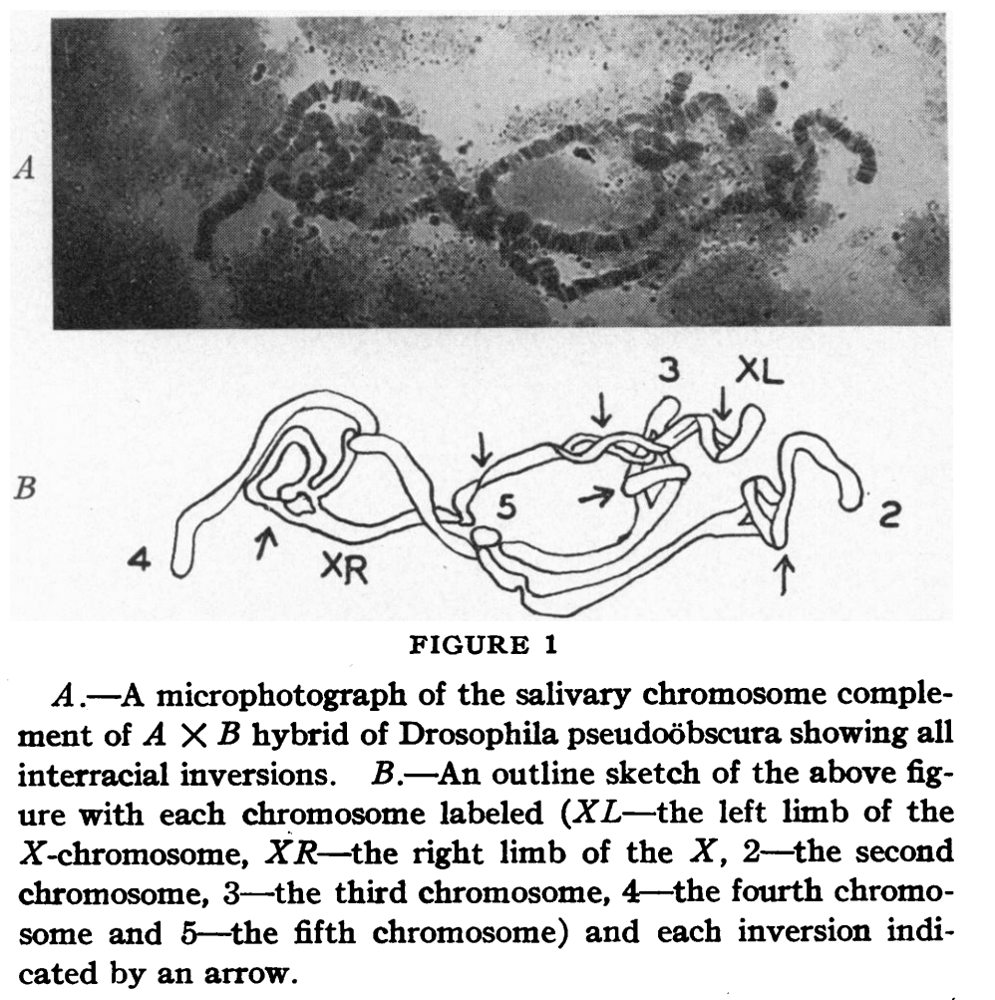 A
3 XL
B
5
2
4
XR
FIGURE 1
A.—A microphotograph of the salivary chromosome comple-
ment of A × B hybrid of Drosophila pseudoöbscura showing all
interracial inversions. B.—An outline sketch of the above fig-
ure with each chromosome labeled (XL—the left limb of the
X-chromosome, XR—the right limb of the X, 2—the second
chromosome, 3—the third chromosome, 4—the fourth chromo-
some and 5—the fifth chromosome) and each inversion indi-
cated by an arrow.